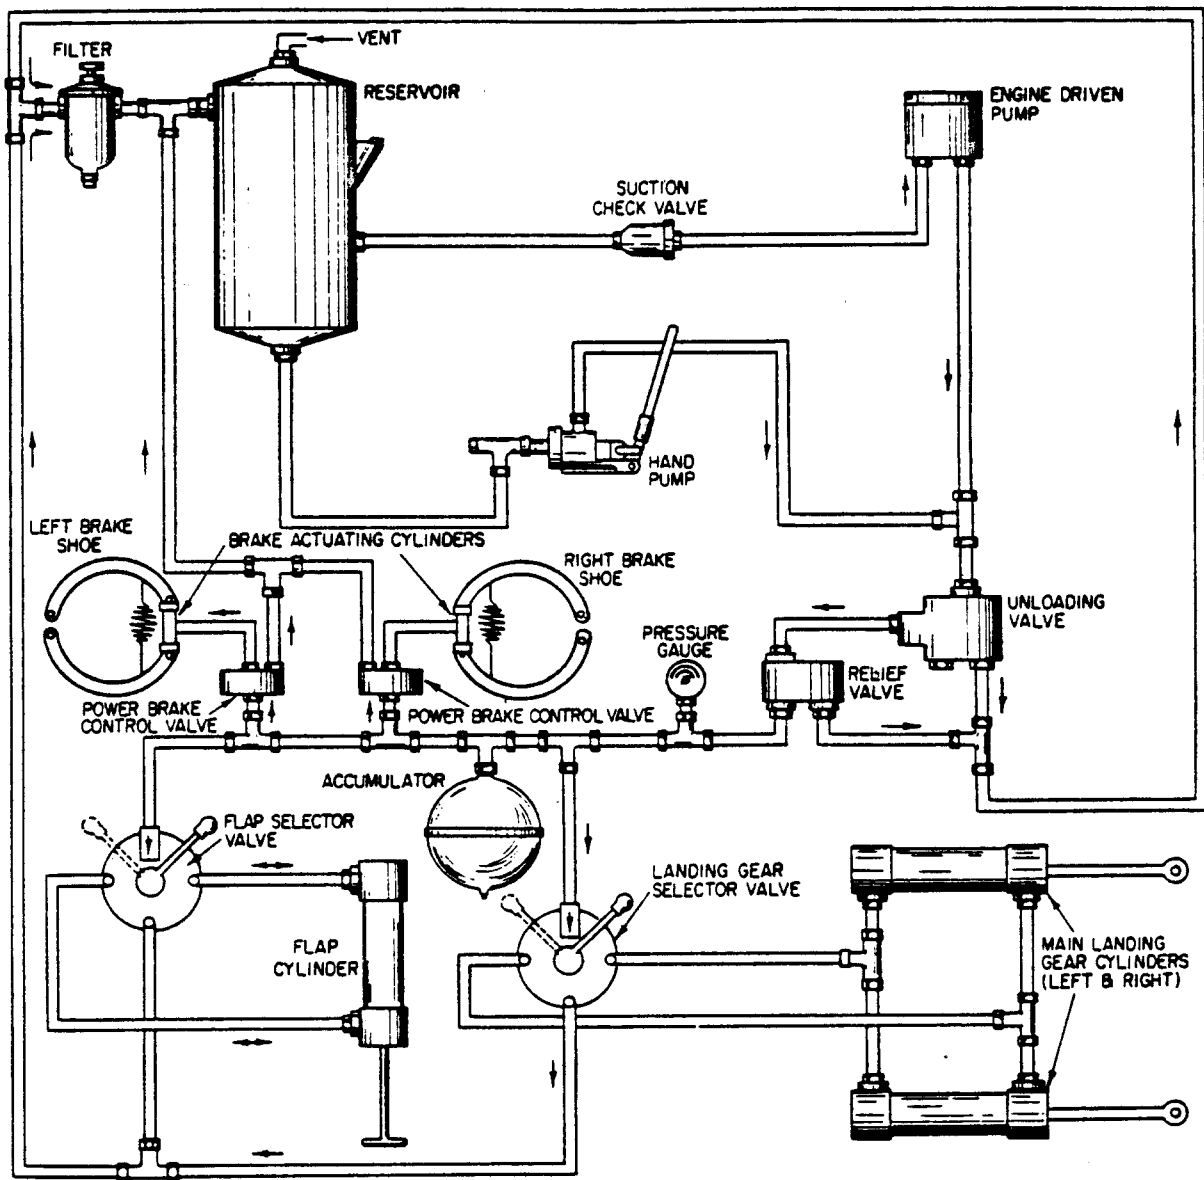 FILTER
VENT
RESERVOIR
ENGINE DRIVEN
PUMP
SUCTION
CHECK VALVE
HAND
PUMP
LEFT BRAKE
SHOE
BRAKE ACTUATING CYLINDERS
RIGHT BRAKE
SHOE
UNLOADING
VALVE
PRESSURE
GAUGE
RELIEF
VALVE
POWER BRAKE
CONTROL VALVE
POWER BRAKE CONTROL VALVE
ACCUMULATOR
FLAP SELECTOR
VALVE
LANDING GEAR
SELECTOR VALVE
FLAP
CYLINDER
MAIN LANDING
GEAR CYLINDERS
(LEFT & RIGHT)